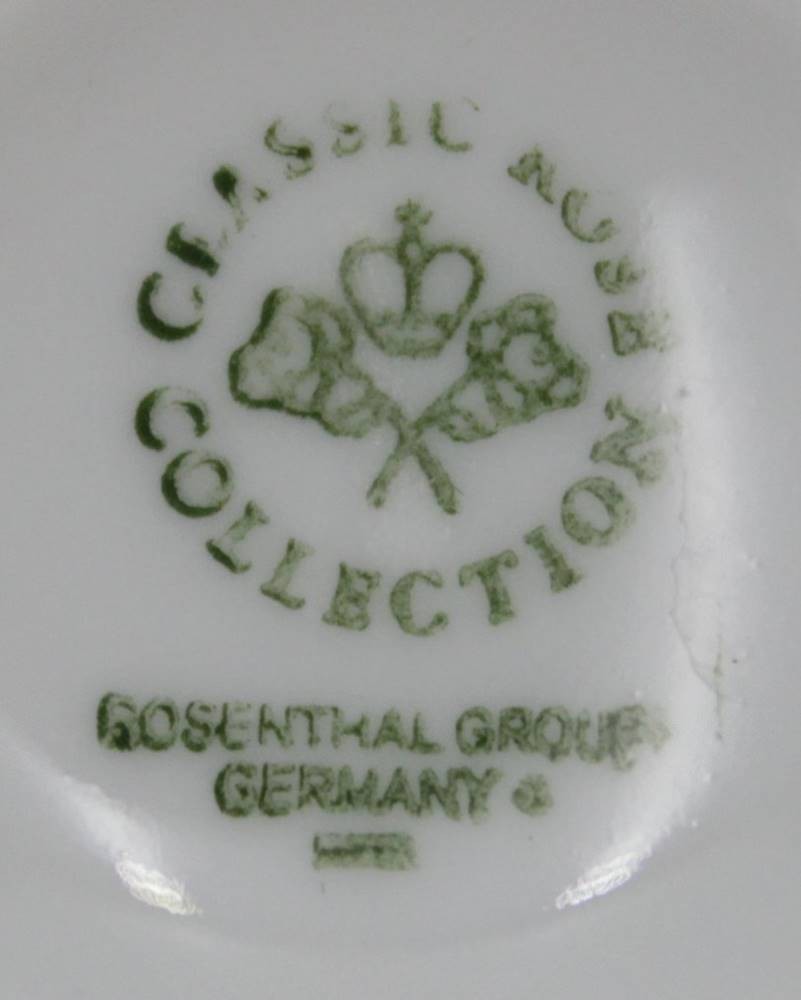 CLASSIC ROSE
COLLECTION
ROSENTHAL GROUP
GERMANY